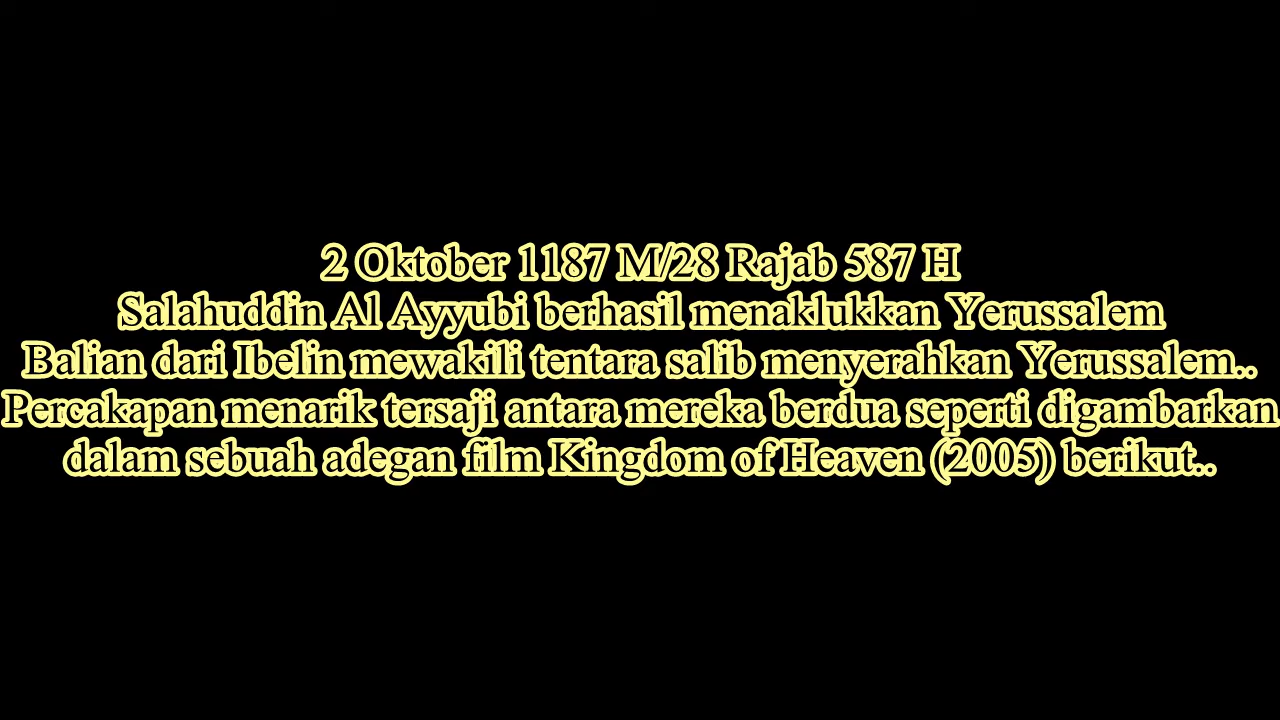 2 Oktober 1187 M/28 Rajab 587 H
Salahuddin Al Ayyubi berhasil menaklukkan Yerussalem
Balian dari Ibelin mewakili tentara salib menyerahkan Yerussalem..
Percakapan menarik tersaji antara mereka berdua seperti digambarkan
dalam sebuah adegan film Kingdom of Heaven (2005) berikut..